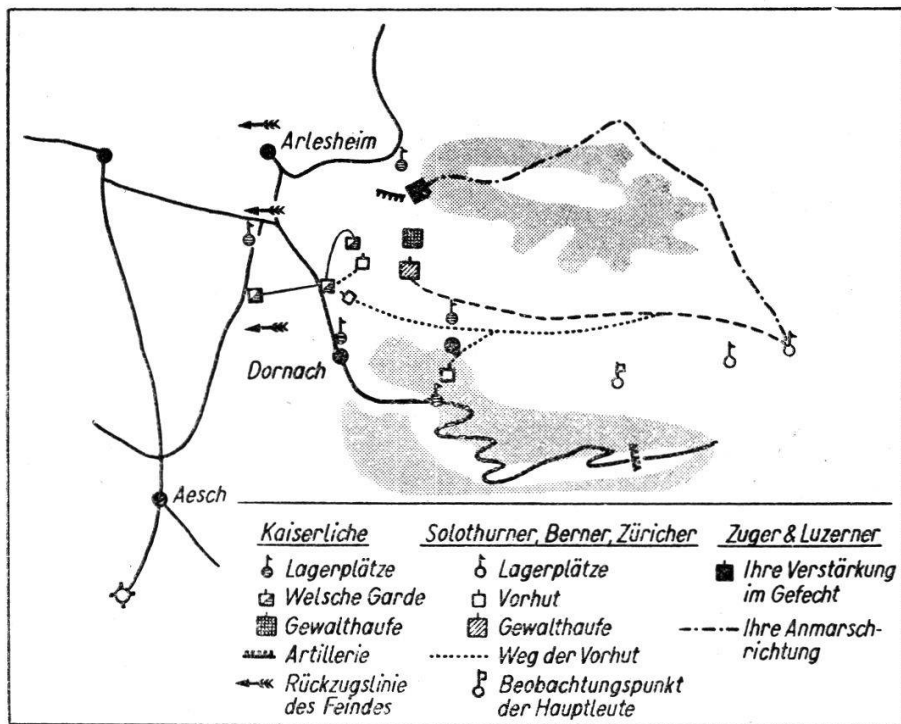 Arlesheim
Dornach
Aesch
Kaiserliche
Lagerplätze
Welsche Garde
Gewalthaufe
Artillerie
Rückzugslinie
des Feindes
Solothurner, Berner, Züricher
Lagerplätze
Vorhut
Gewalthaufe
Weg der Vorhut
Beobachtungspunkt
der Hauptleute
Zuger & Luzerner
Ihre Verstärkung
im Gefecht
Ihre Anmarsch-
richtung